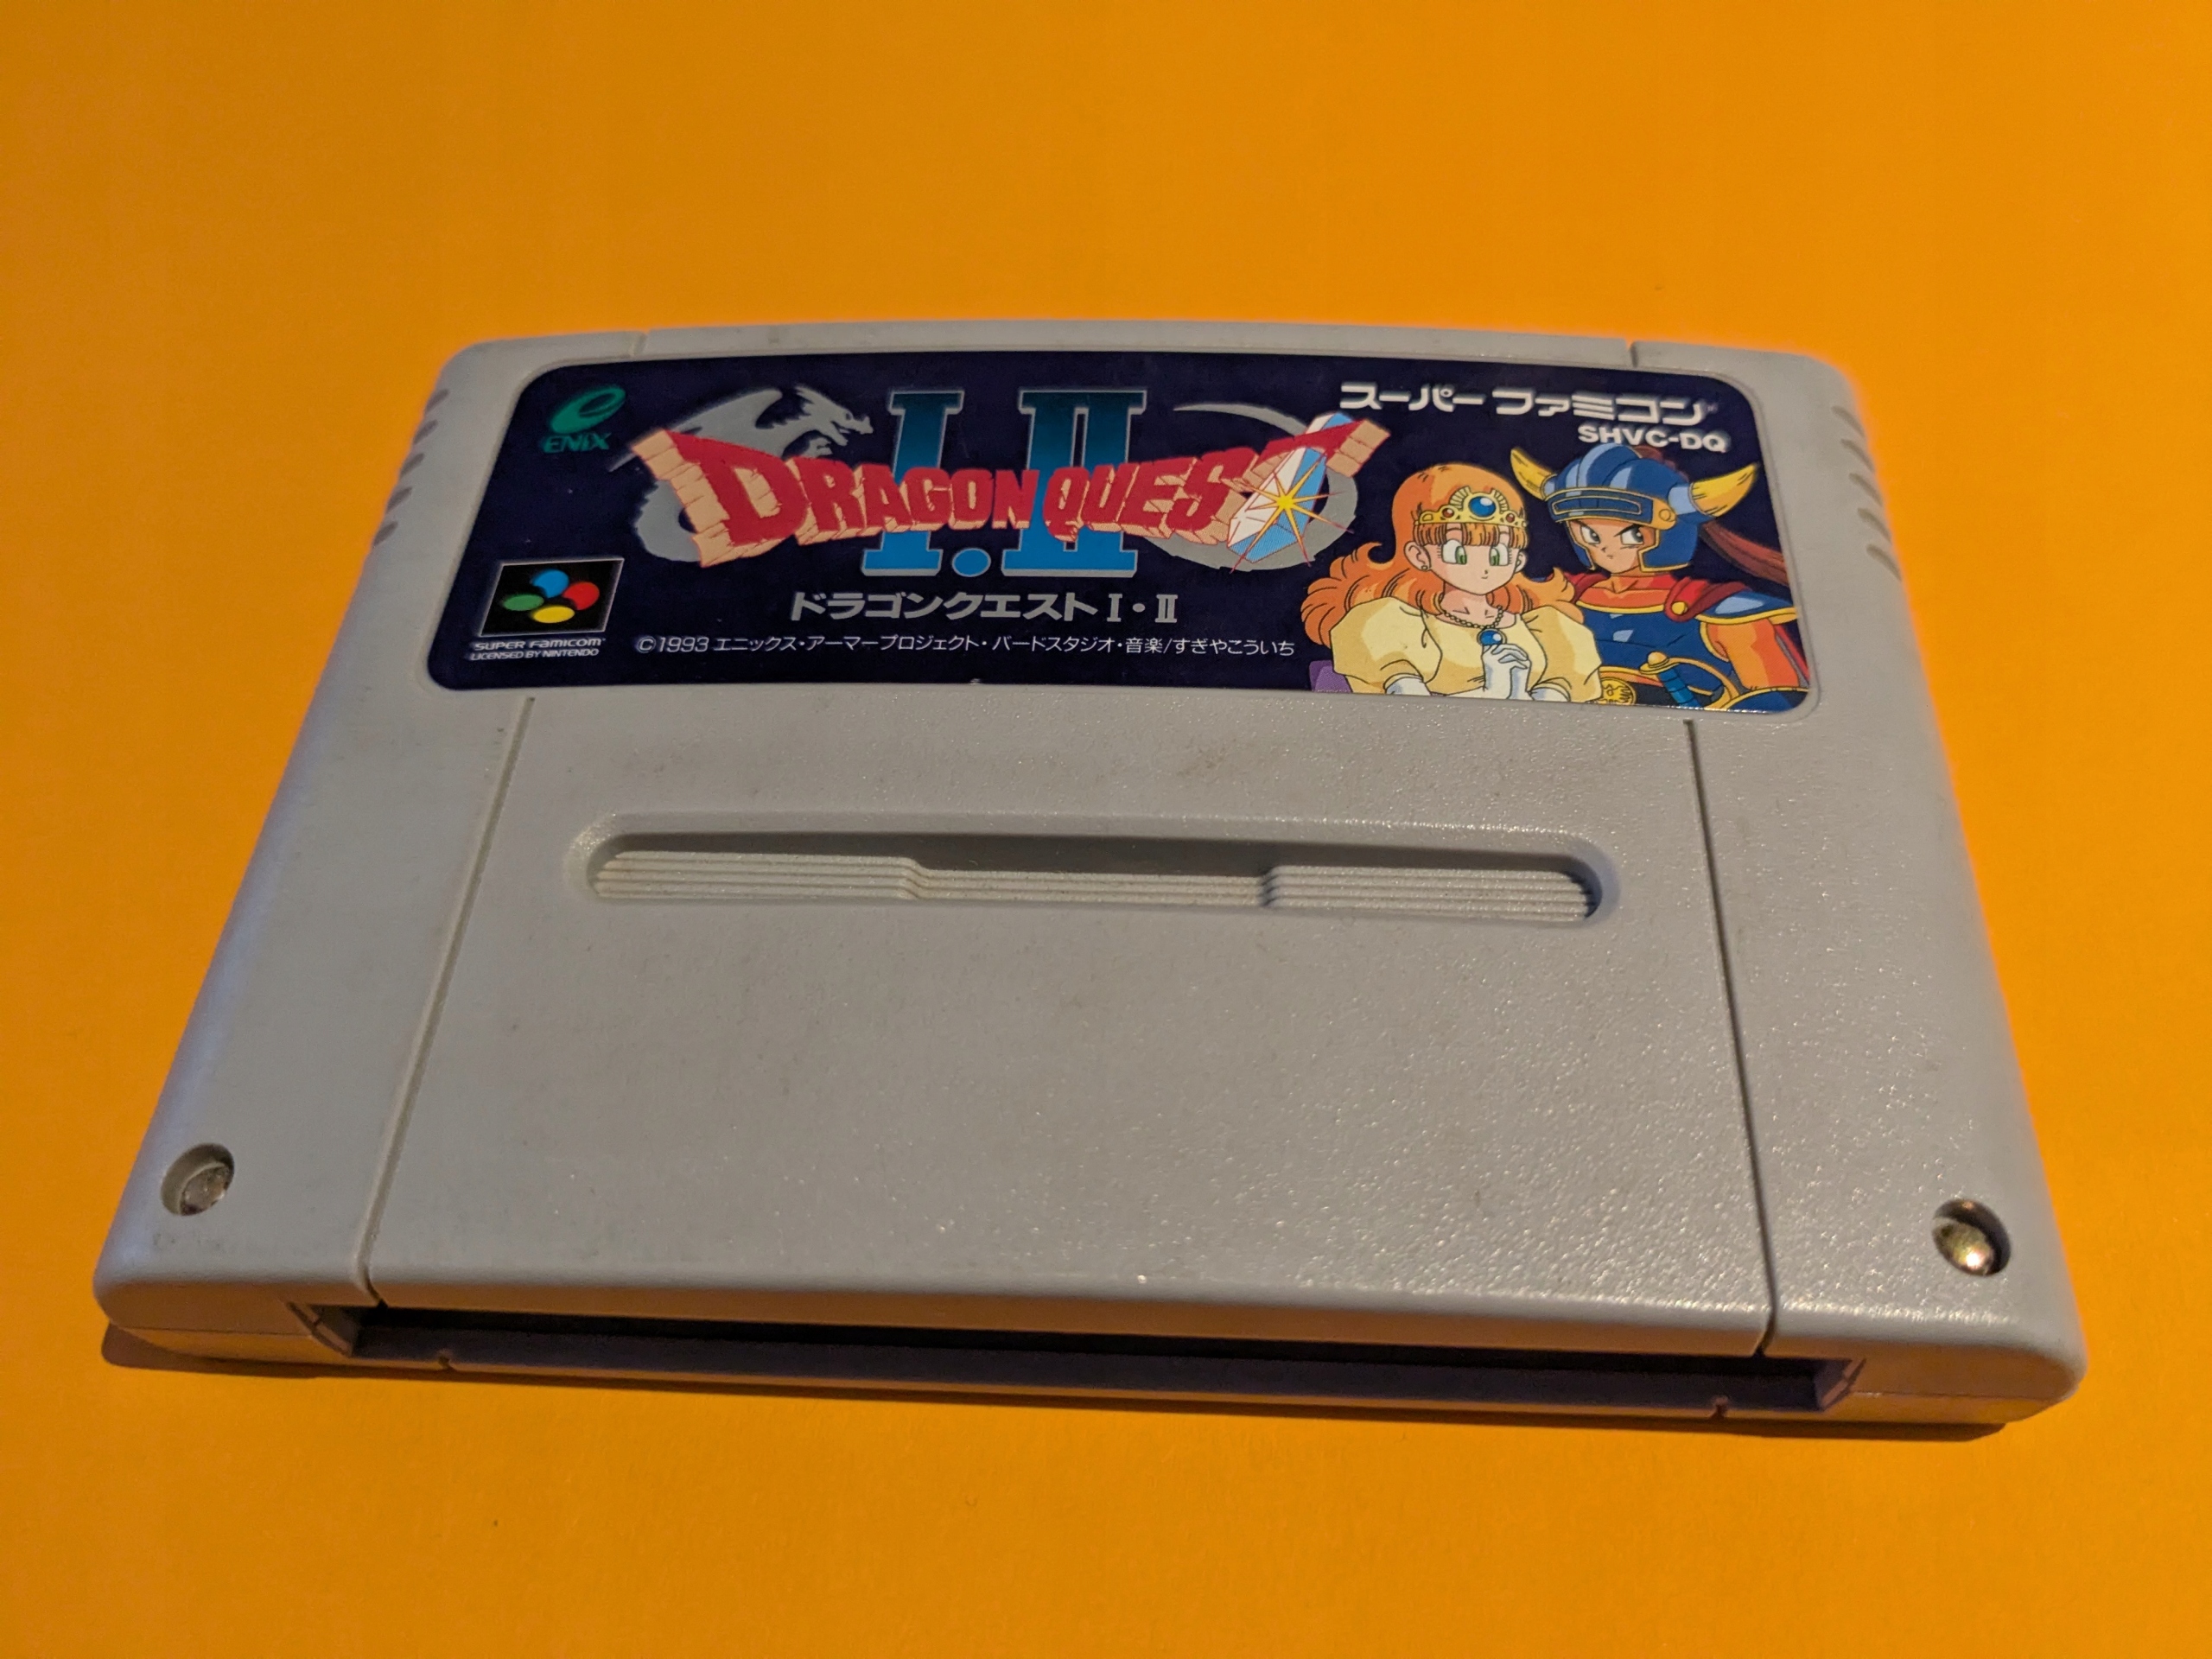 ENIX
I.II
DRAGON QUEST
スーパーファミコン
SHVC-DQ
ドラゴンクエストI・II
SUPER FAMICOM
LICENSED BY NINTENDO
©1993 エニックス・アーマープロジェクト・バードスタジオ・音楽/すぎやこういち